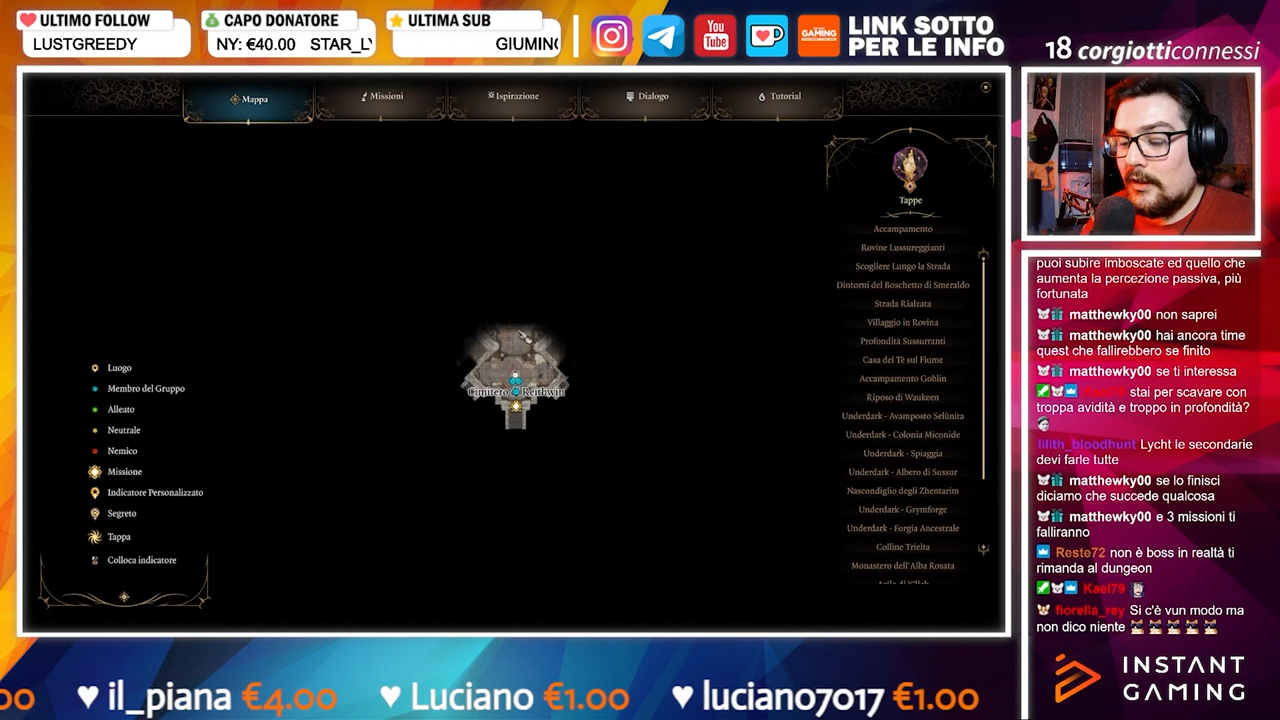 ULTIMO FOLLOW
LUSTGREEDY
CAPO DONATORE
NY: €40.00 STAR_LY
ULTIMA SUB
GIUMIN
You
Tube
GAMING
LINK SOTTO
PER LE INFO
18 corgiotticonnessi
Mappa
Missioni
Ispirazione
Dialogo
Tutorial
Tappe
Accampamento
Rovine Lussureggianti
Scogliere Lungo la Strada
Dintorni del Boschetto di Smeraldo
Strada Rialzata
Villaggio in Rovina
Profondità Sussurranti
Casa del Tè sul Fiume
Accampamento Goblin
Riposo di Waukeen
Underdark - Avamposto Selûnita
Underdark - Colonia Miconide
Underdark - Spiaggia
Underdark - Albero di Sussur
Nascondiglio degli Zhentarim
Underdark - Grymforge
Underdark - Forgia Ancestrale
Colline Trielta
Monastero dell'Alba Rosata
Cimitero di Reithwin
Luogo
Membro del Gruppo
Alleato
Neutrale
Nemico
Missione
Indicatore Personalizzato
Segreto
Tappa
Colloca indicatore
puoi subire imboscate ed quello che
aumenta la percezione passiva, più
fortunata
matthewky00 non saprei
matthewky00 hai ancora time
quest che fallirebbero se finito
matthewky00 se ti interessa
stai per scavare con
troppa avidità e troppo in profondità?
lilith_bloodhunt Lycht le secondarie
devi farle tutte
matthewky00 se lo finisci
diciamo che succede qualcosa
matthewky00 e 3 missioni ti
falliranno
Reste72 non è boss in realtà ti
rimanda al dungeon
Kael79
fiorella_rey Si c'è vun modo ma
non dico niente
INSTANT
GAMING
00 ♥ il_piana €4.00 ♥ Luciano €1.00 ♥ luciano7017 €1.00